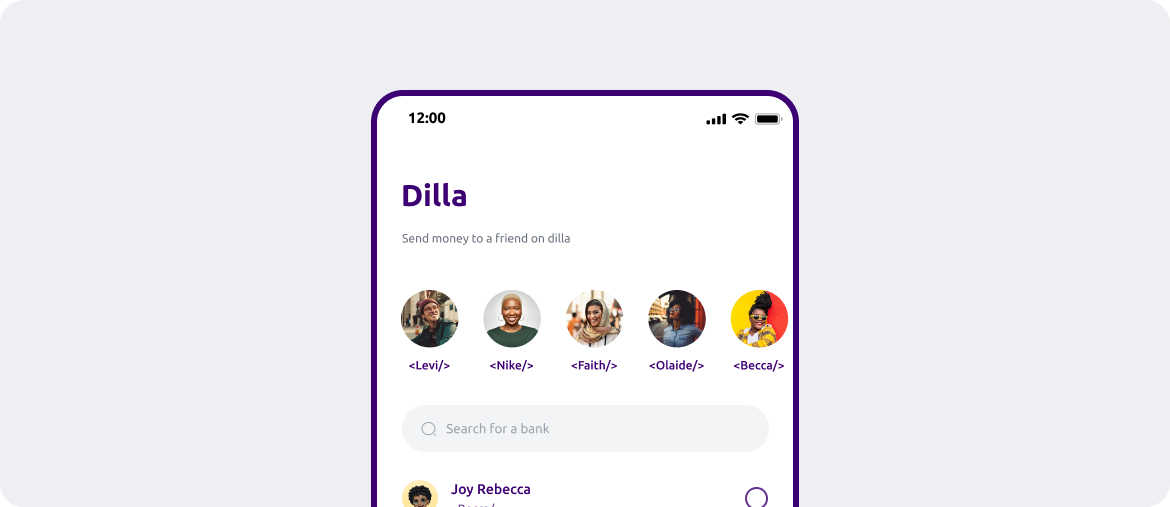 12:00
Dilla
Send money to a friend on dilla
<Levi/> <Nike/> <Faith/> <Olaide/> <Becca/>
Search for a bank
Joy Rebecca